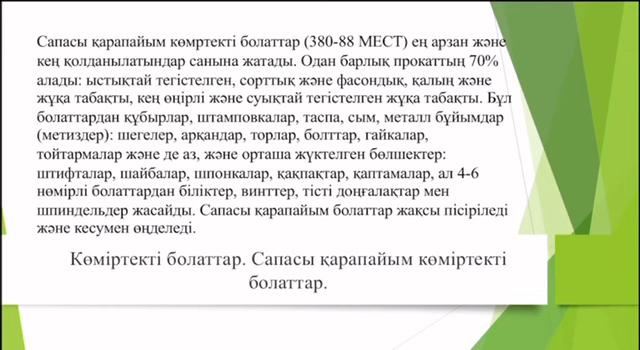 Сапасы қарапайым көмртекті болаттар (380-88 МЕСТ) ең арзан және
кең қолданылатындар санына жатады. Одан барлық прокаттың 70%
алады: ыстықтай тегістелген, сорттық және фасондық, қалың және
жұқа табақты, кең өңірлі және суықтай тегістелген жұқа табақты. Бұл
болаттардан құбырлар, штамповкалар, таспа, сым, металл бұйымдар
(метиздер): шегелер, арқандар, торлар, болттар, гайкалар,
тойтармалар және де аз, және орташа жүктелген бөлшектер:
штифталар, шайбалар, шпонкалар, қақпақтар, қаптамалар, ал 4-6
нөмірлі болаттардан біліктер, винттер, тісті доңғалақтар мен
шпиндельдер жасайды. Сапасы қарапайым болаттар жақсы пісіріледі
және кесумен өңделеді.
Көміртекті болаттар. Сапасы қарапайым көміртекті
болаттар.